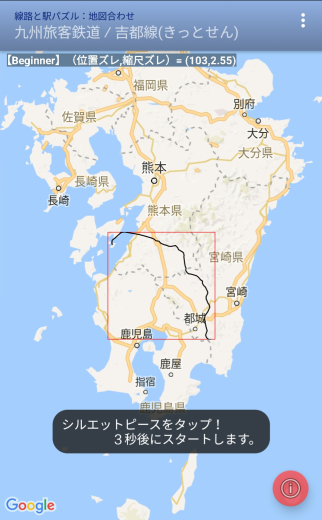 線路と駅パズル：地図合わせ
九州旅客鉄道 / 吉都線(きっとせん)
【Beginner】（位置ズレ,縮尺ズレ）= (103,2.55)
福岡県
佐賀県
別府
大分
大分県
熊本
長崎県
長崎
熊本県
宮崎県
宮崎
都城
鹿児島
鹿屋
指宿
鹿児島県
シルエットピースをタップ！
３秒後にスタートします。
Google